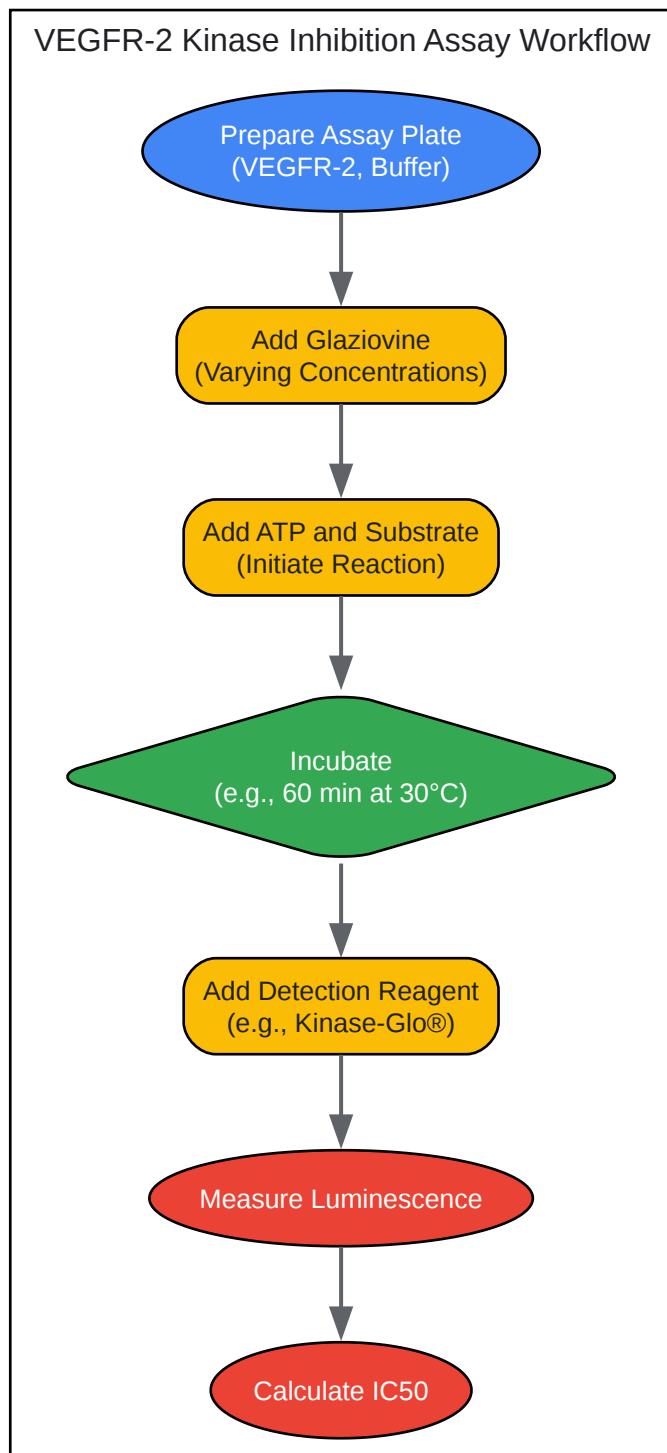 VEGFR-2 Kinase Inhibition Assay Workflow
Prepare Assay Plate
(VEGFR-2, Buffer)
Add Glaziovine
(Varying Concentrations)
Add ATP and Substrate
(Initiate Reaction)
Incubate
(e.g., 60 min at 30°C)
Add Detection Reagent
(e.g., Kinase-Glo®)
Measure Luminescence
Calculate IC50